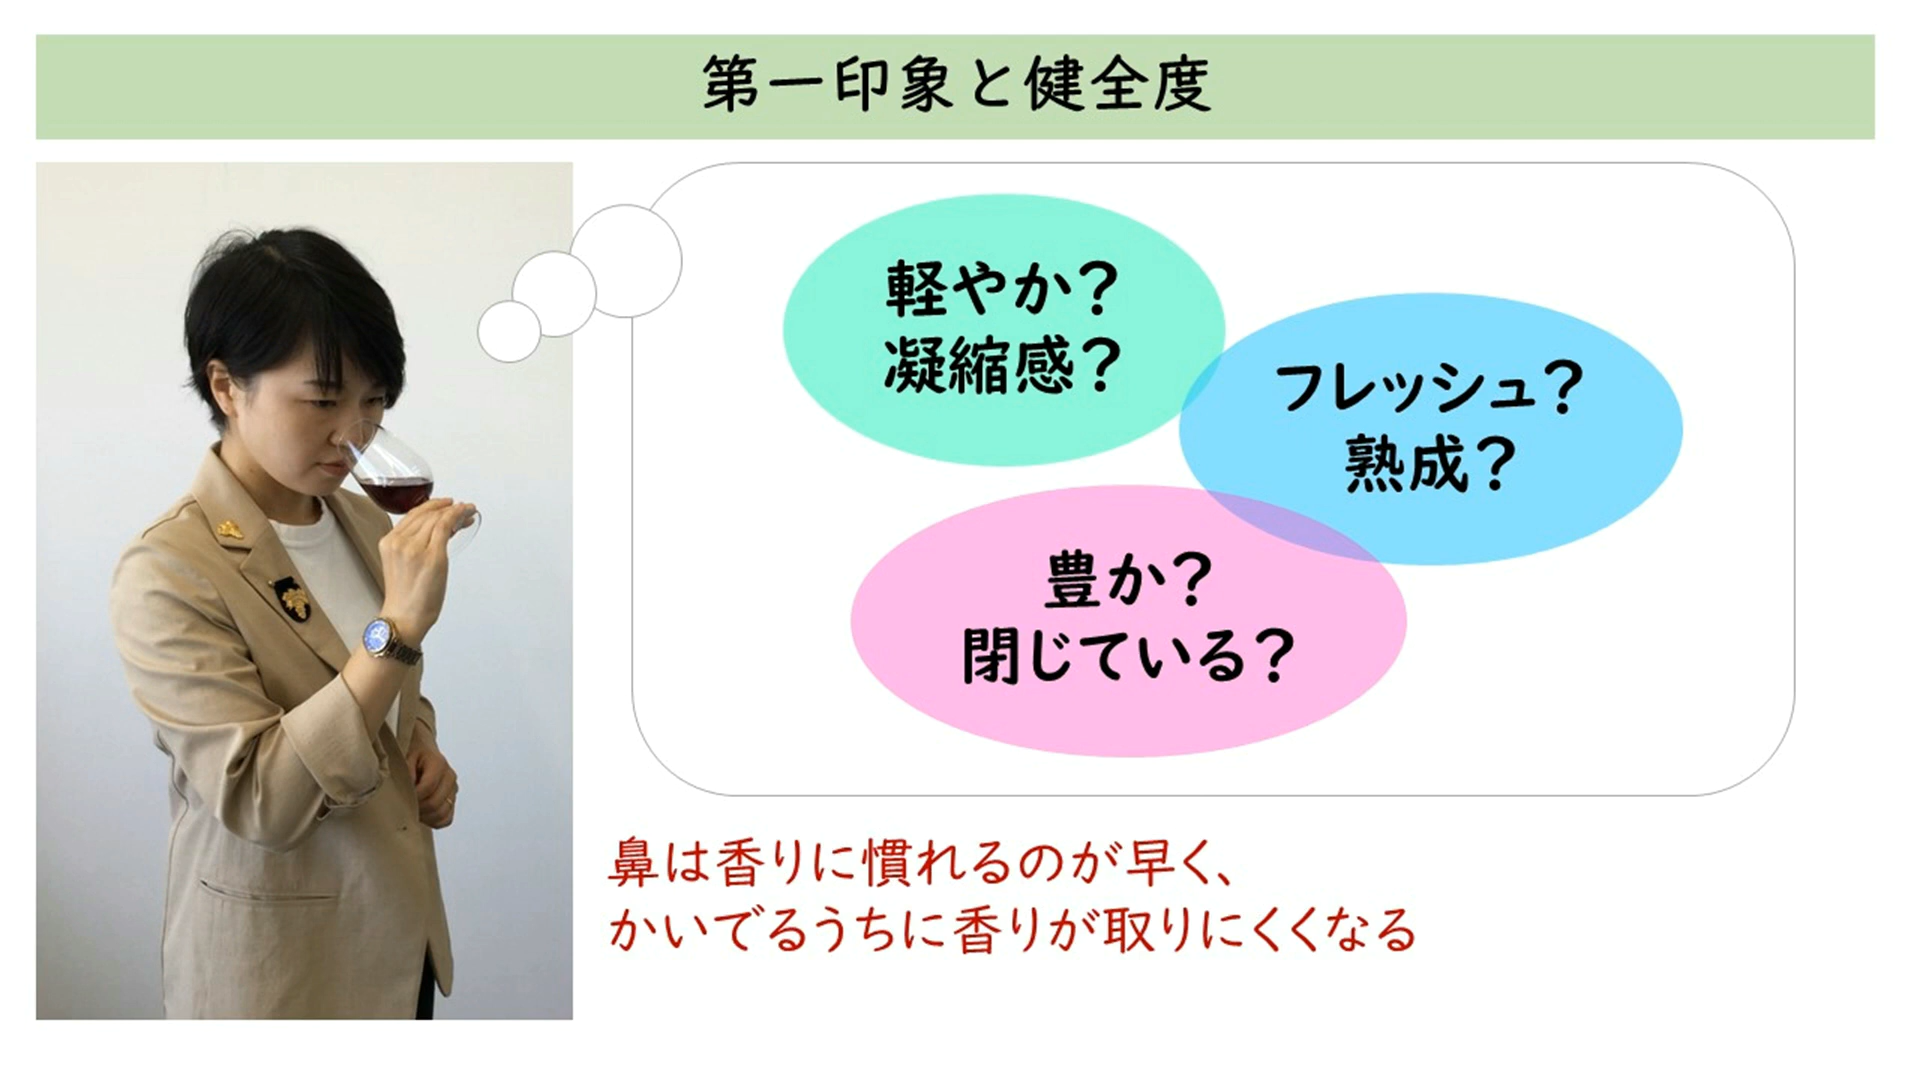 第一印象と健全度
軽やか？
凝縮感？
フレッシュ？
熟成？
豊か？
閉じている？
鼻は香りに慣れるのが早く、
かいでるうちに香りが取りにくくなる